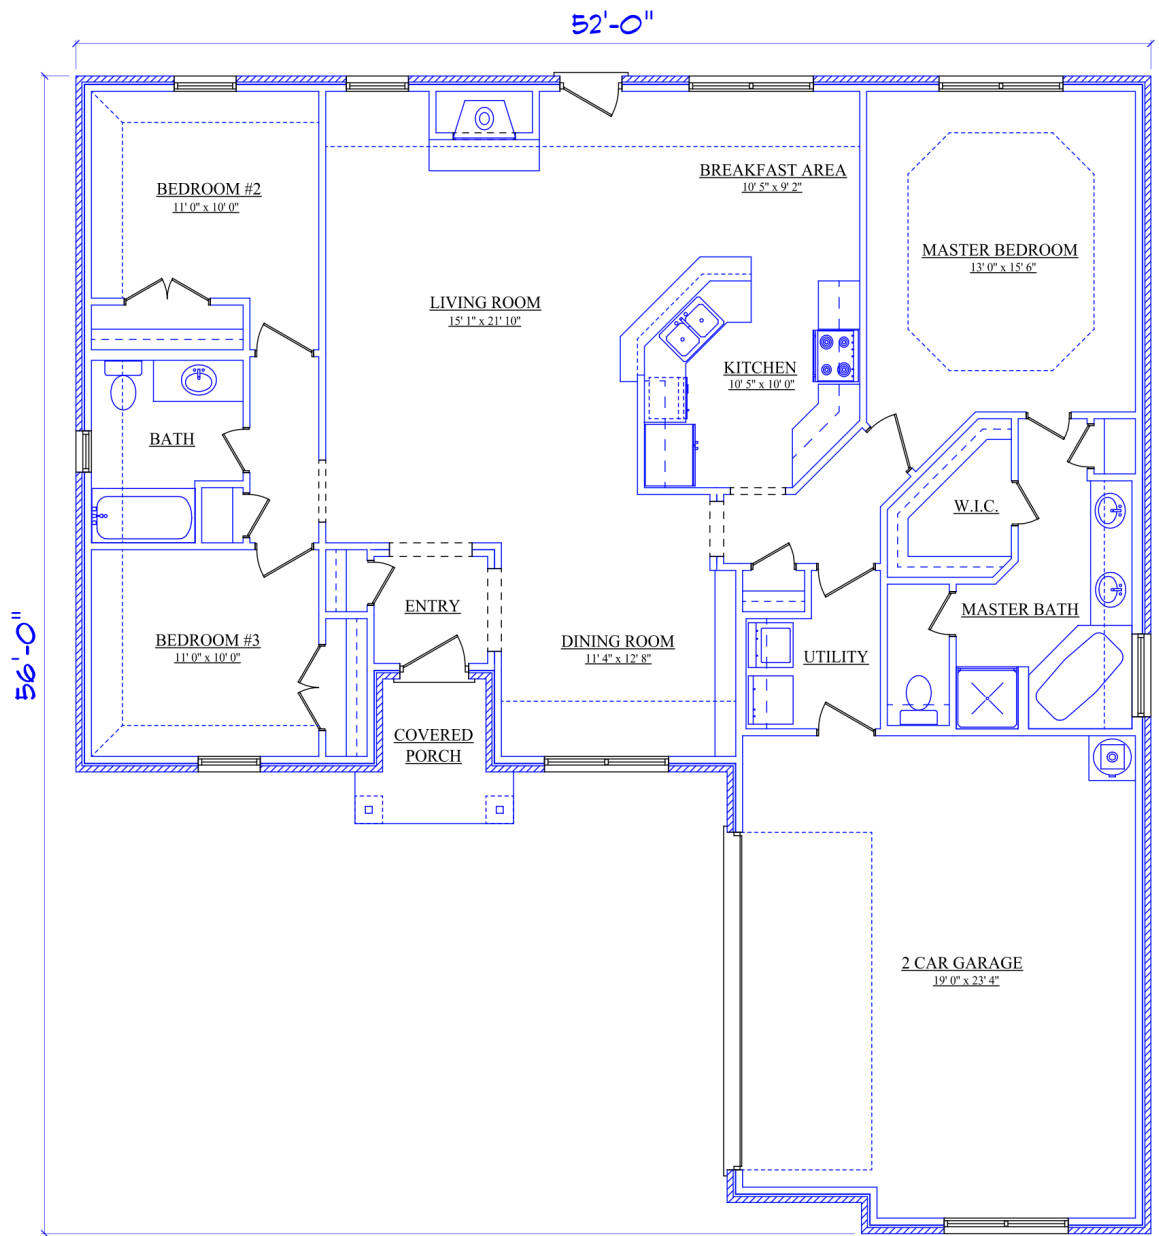 52'-0"
BREAKFAST AREA
10' 5" x 9' 2"
BEDROOM #2
11' 0" x 10' 0"
MASTER BEDROOM
13' 0" x 15' 6"
LIVING ROOM
15' 1" x 21' 10"
KITCHEN
10' 5" x 10' 0"
BATH
W.I.C.
ENTRY
MASTER BATH
56'-0"
BEDROOM #3
11' 0" x 10' 0"
DINING ROOM
11' 4" x 12' 8"
UTILITY
COVERED
PORCH
2 CAR GARAGE
19' 0" x 23' 4"